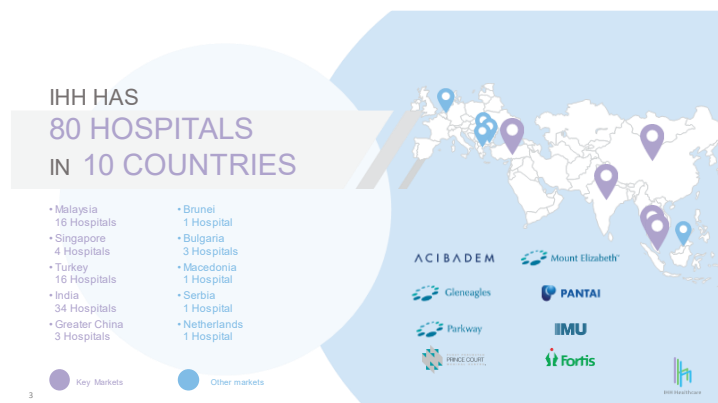 IHH HAS
80 HOSPITALS
IN 10 COUNTRIES
• Malaysia
16 Hospitals
• Singapore
4 Hospitals
• Turkey
16 Hospitals
• India
34 Hospitals
• Greater China
3 Hospitals
• Brunei
1 Hospital
• Bulgaria
3 Hospitals
• Macedonia
1 Hospital
• Serbia
1 Hospital
• Netherlands
1 Hospital
Key Markets
Other markets
ACIBADEM
Mount Elizabeth™
Gleneagles
PANTAI
Parkway
IMU
PRINCE COURT
Fortis
IHH Healthcare
3